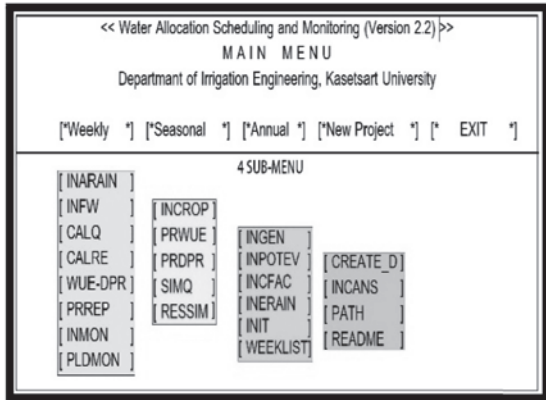 << Water Allocation Scheduling and Monitoring (Version 2.2) >>
MAIN MENU
Department of Irrigation Engineering, Kasetsart University
[*Weekly *] [*Seasonal *] [*Annual *] [*New Project *] [* EXIT *]
4 SUB-MENU
[ INARAIN ]
[ INFW ]
[ CALQ ]
[ CALRE ]
[ WUE-DPR ]
[ PRREP ]
[ INMON ]
[ PLDMON ]
[ INCROP ]
[ PRWUE ]
[ PRDPR ]
[ SIMQ ]
[ RESSIM ]
[ INGEN ]
[ INPOTEV ]
[ INCFAC ]
[ INERAIN ]
[ INIT ]
[ WEEKLIST]
[ CREATE_D ]
[ INCANS ]
[ PATH ]
[ README ]